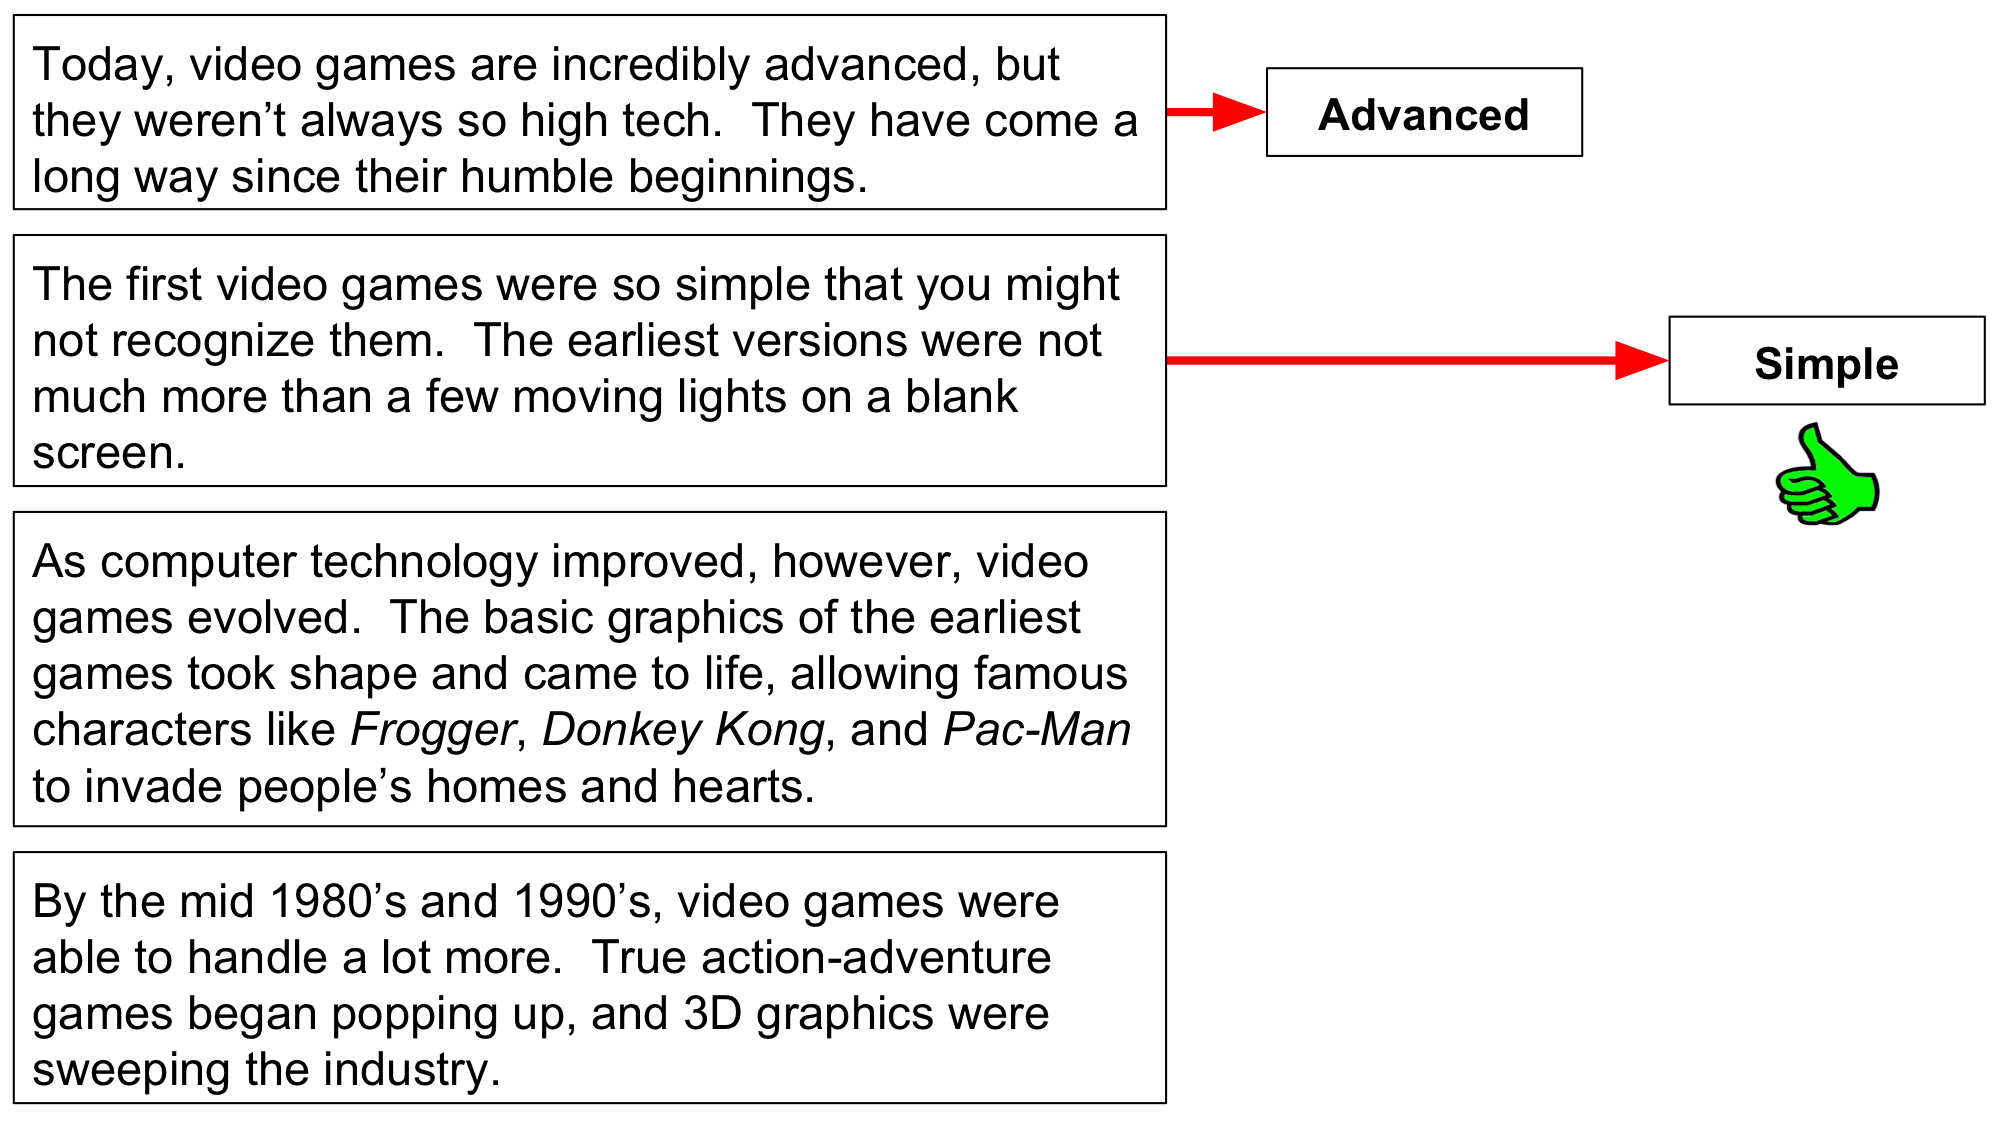 Today, video games are incredibly advanced, but
they weren’t always so high tech.  They have come a
long way since their humble beginnings.
Advanced
The first video games were so simple that you might
not recognize them.  The earliest versions were not
much more than a few moving lights on a blank
screen.
Simple
As computer technology improved, however, video
games evolved.  The basic graphics of the earliest
games took shape and came to life, allowing famous
characters like Frogger, Donkey Kong, and Pac-Man
to invade people’s homes and hearts.
By the mid 1980’s and 1990’s, video games were
able to handle a lot more.  True action-adventure
games began popping up, and 3D graphics were
sweeping the industry.